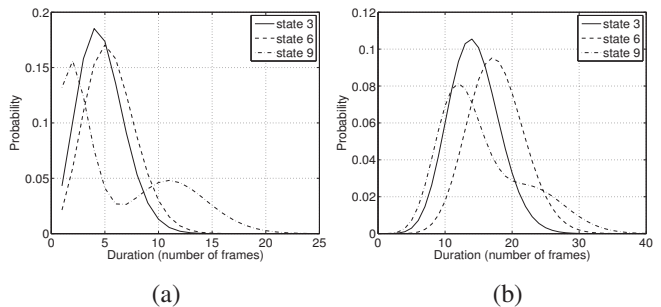 0.2
0.15
0.1
0.05
0
Probability
0
5
10
15
20
25
Duration (number of frames)
state 3
state 6
state 9
(a)
0.12
0.1
0.08
0.06
0.04
0.02
0
Probability
0
10
20
30
40
Duration (number of frames)
state 3
state 6
state 9
(b)